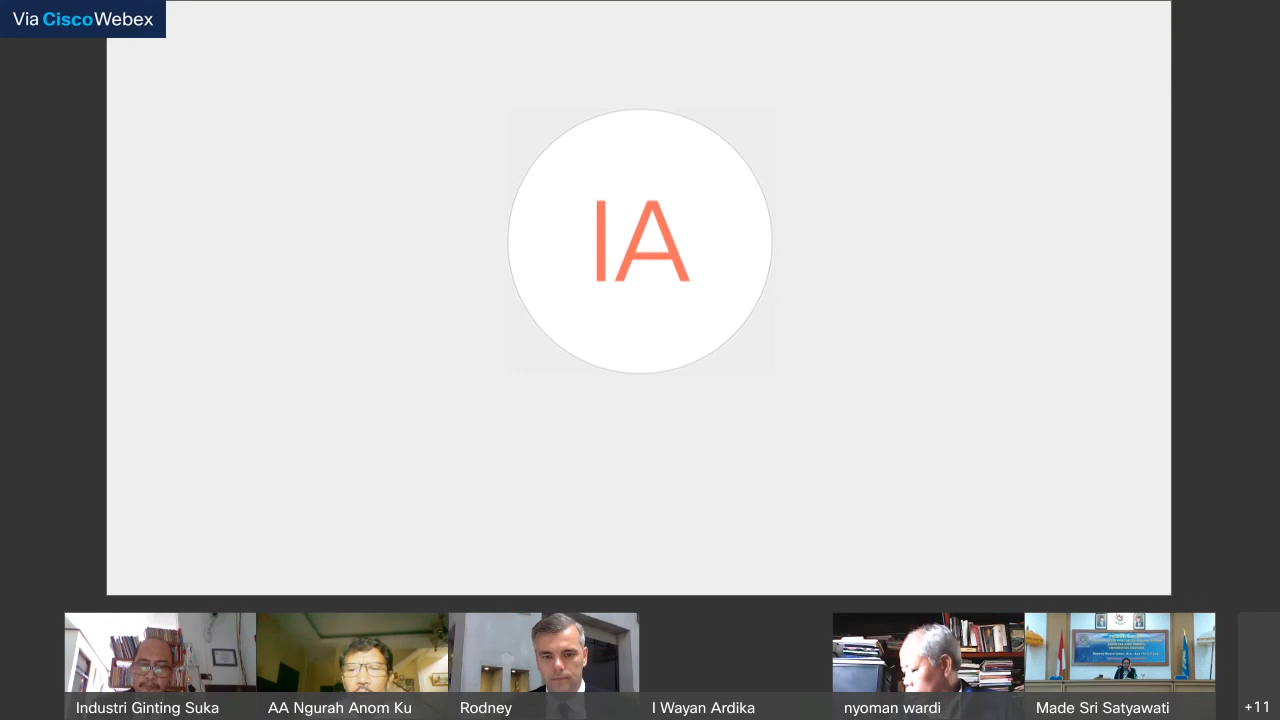 Via CiscoWebex
IA
Industri Ginting Suka
AA Ngurah Anom Ku
Rodney
I Wayan Ardika
nyoman wardi
Made Sri Satyawati
+11